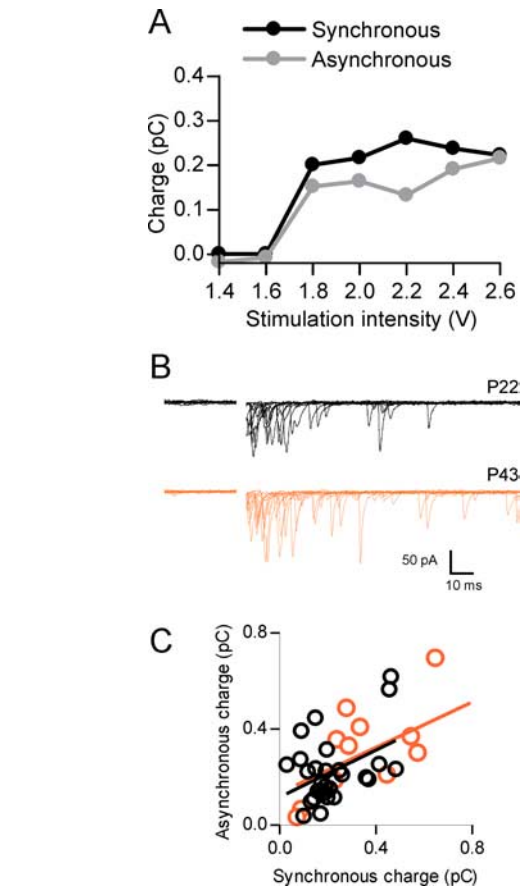 A
Synchronous
Asynchronous
Charge (pC)
0.4
0.3
0.2
0.1
0.0
1.4 1.6 1.8 2.0 2.2 2.4 2.6
Stimulation intensity (V)
B
P22
P43
50 pA
10 ms
C
Asynchronous charge (pC)
0.8
0.4
0.0
0.0 0.4 0.8
Synchronous charge (pC)